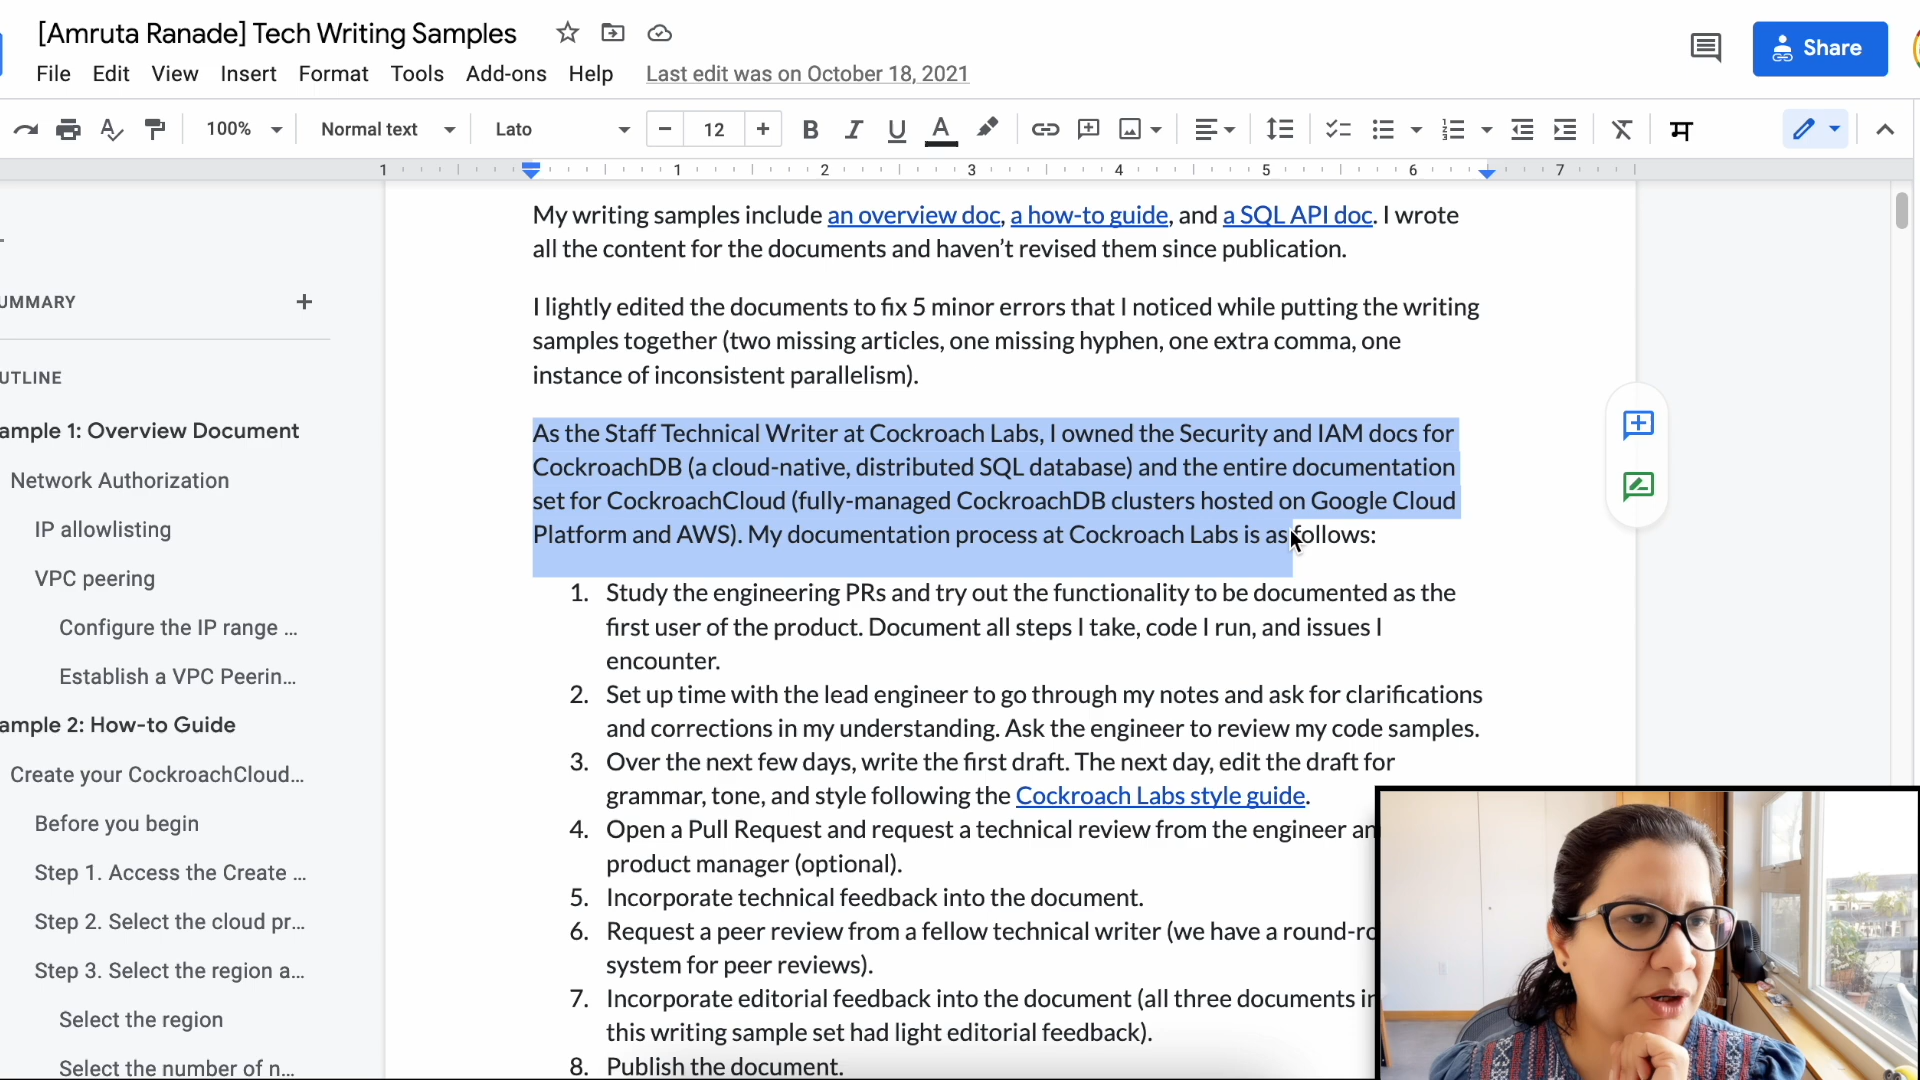 [Amruta Ranade] Tech Writing Samples
File Edit View Insert Format Tools Add-ons Help Last edit was on October 18, 2021
Share
100% Normal text Lato 12
1 1 2 3 4 5 6 7
UMMARY
UTLINE
ample 1: Overview Document
Network Authorization
IP allowlisting
VPC peering
Configure the IP range ...
Establish a VPC Peerin...
ample 2: How-to Guide
Create your CockroachCloud...
Before you begin
Step 1. Access the Create ...
Step 2. Select the cloud pr...
Step 3. Select the region a...
Select the region
Select the number of n...
My writing samples include an overview doc, a how-to guide, and a SQL API doc. I wrote
all the content for the documents and haven’t revised them since publication.
I lightly edited the documents to fix 5 minor errors that I noticed while putting the writing
samples together (two missing articles, one missing hyphen, one extra comma, one
instance of inconsistent parallelism).
As the Staff Technical Writer at Cockroach Labs, I owned the Security and IAM docs for
CockroachDB (a cloud-native, distributed SQL database) and the entire documentation
set for CockroachCloud (fully-managed CockroachDB clusters hosted on Google Cloud
Platform and AWS). My documentation process at Cockroach Labs is as follows:
1. Study the engineering PRs and try out the functionality to be documented as the
first user of the product. Document all steps I take, code I run, and issues I
encounter.
2. Set up time with the lead engineer to go through my notes and ask for clarifications
and corrections in my understanding. Ask the engineer to review my code samples.
3. Over the next few days, write the first draft. The next day, edit the draft for
grammar, tone, and style following the Cockroach Labs style guide.
4. Open a Pull Request and request a technical review from the engineer an
product manager (optional).
5. Incorporate technical feedback into the document.
6. Request a peer review from a fellow technical writer (we have a round-ro
system for peer reviews).
7. Incorporate editorial feedback into the document (all three documents in
this writing sample set had light editorial feedback).
8. Publish the document.